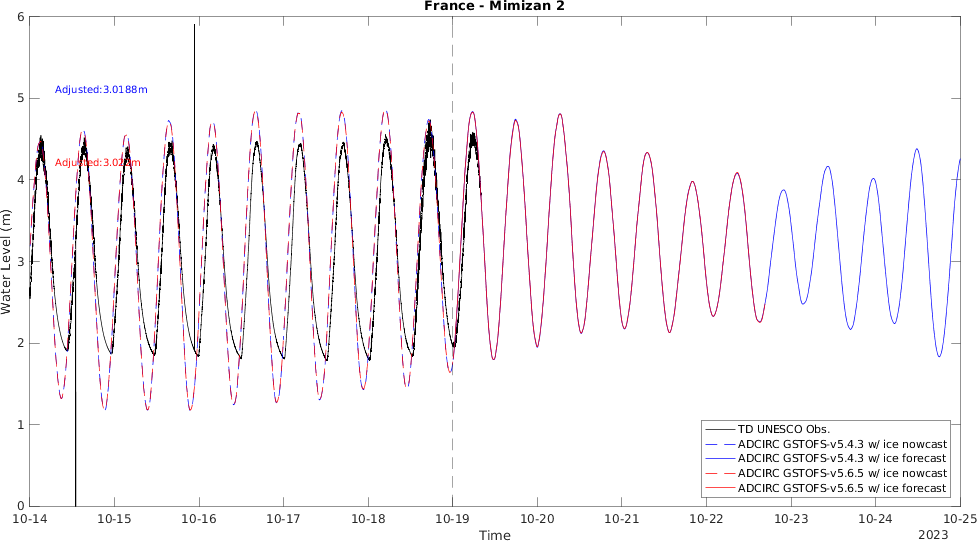 France - Mimizan 2
6
5
4
3
2
1
0
Water Level (m)
Adjusted:3.0188m
10-14
10-15
10-16
10-17
10-18
10-19
10-20
10-21
10-22
10-23
10-24
10-25
Time
2023
TD UNESCO Obs.
ADCIRC GSTOFS-v5.4.3 w/ ice nowcast
ADCIRC GSTOFS-v5.4.3 w/ ice forecast
ADCIRC GSTOFS-v5.6.5 w/ ice nowcast
ADCIRC GSTOFS-v5.6.5 w/ ice forecast